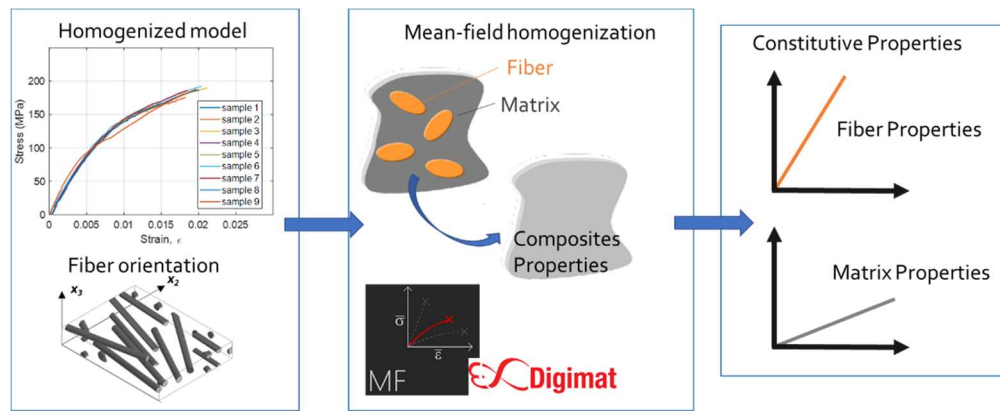 Homogenized model
Stress (MPa)
200
150
100
50
0
sample 1
sample 2
sample 3
sample 4
sample 5
sample 6
sample 7
sample 8
sample 9
0 0.005 0.01 0.015 0.02 0.025
Strain, ϵ
Fiber orientation
x₃
x₂
Mean-field homogenization
Fiber
Matrix
Composites
Properties
σ̅
ε̅
MF
Digimat
Constitutive Properties
Fiber Properties
Matrix Properties